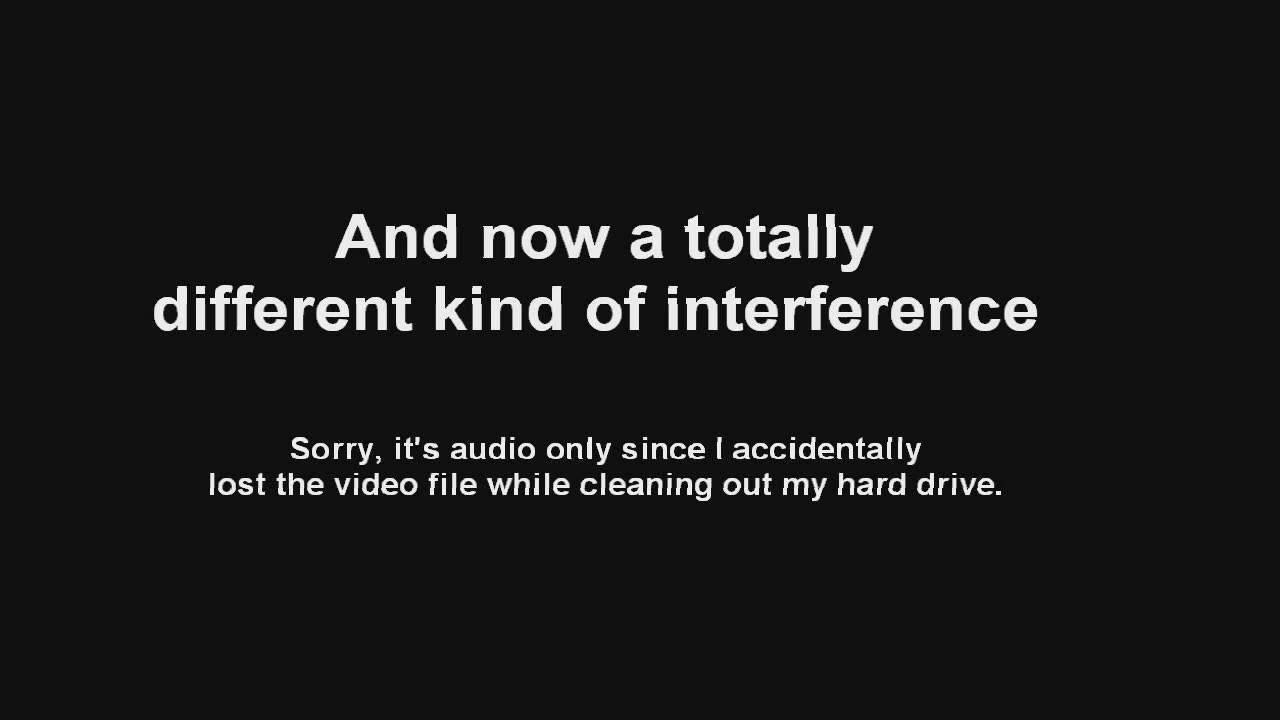 And now a totally
different kind of interference
Sorry, it's audio only since I accidentally
lost the video file while cleaning out my hard drive.